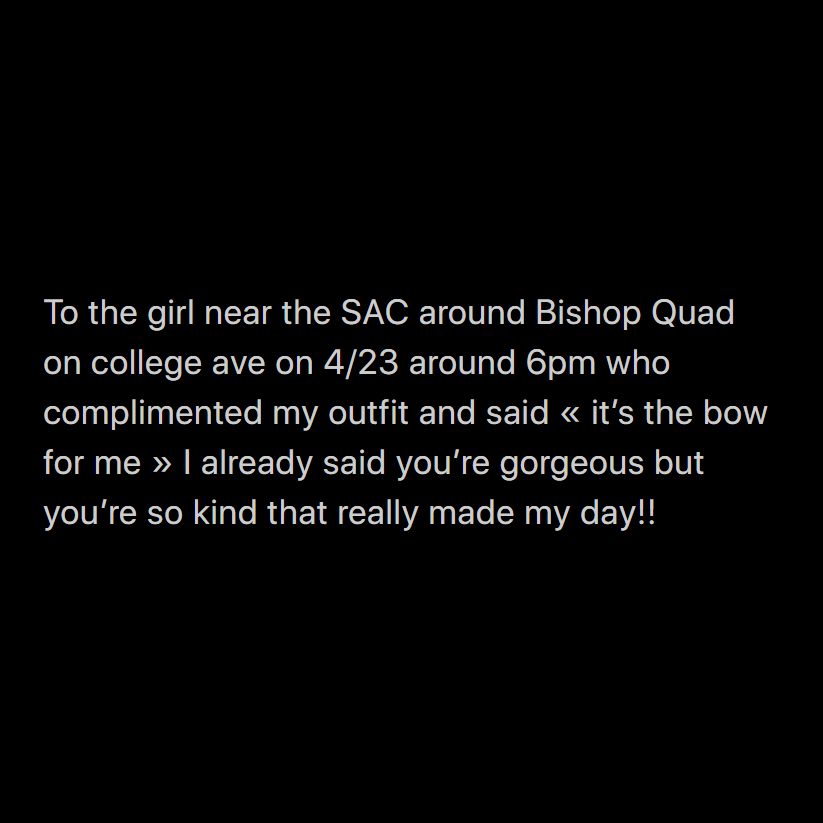 To the girl near the SAC around Bishop Quad
on college ave on 4/23 around 6pm who
complimented my outfit and said « it’s the bow
for me » I already said you’re gorgeous but
you’re so kind that really made my day!!